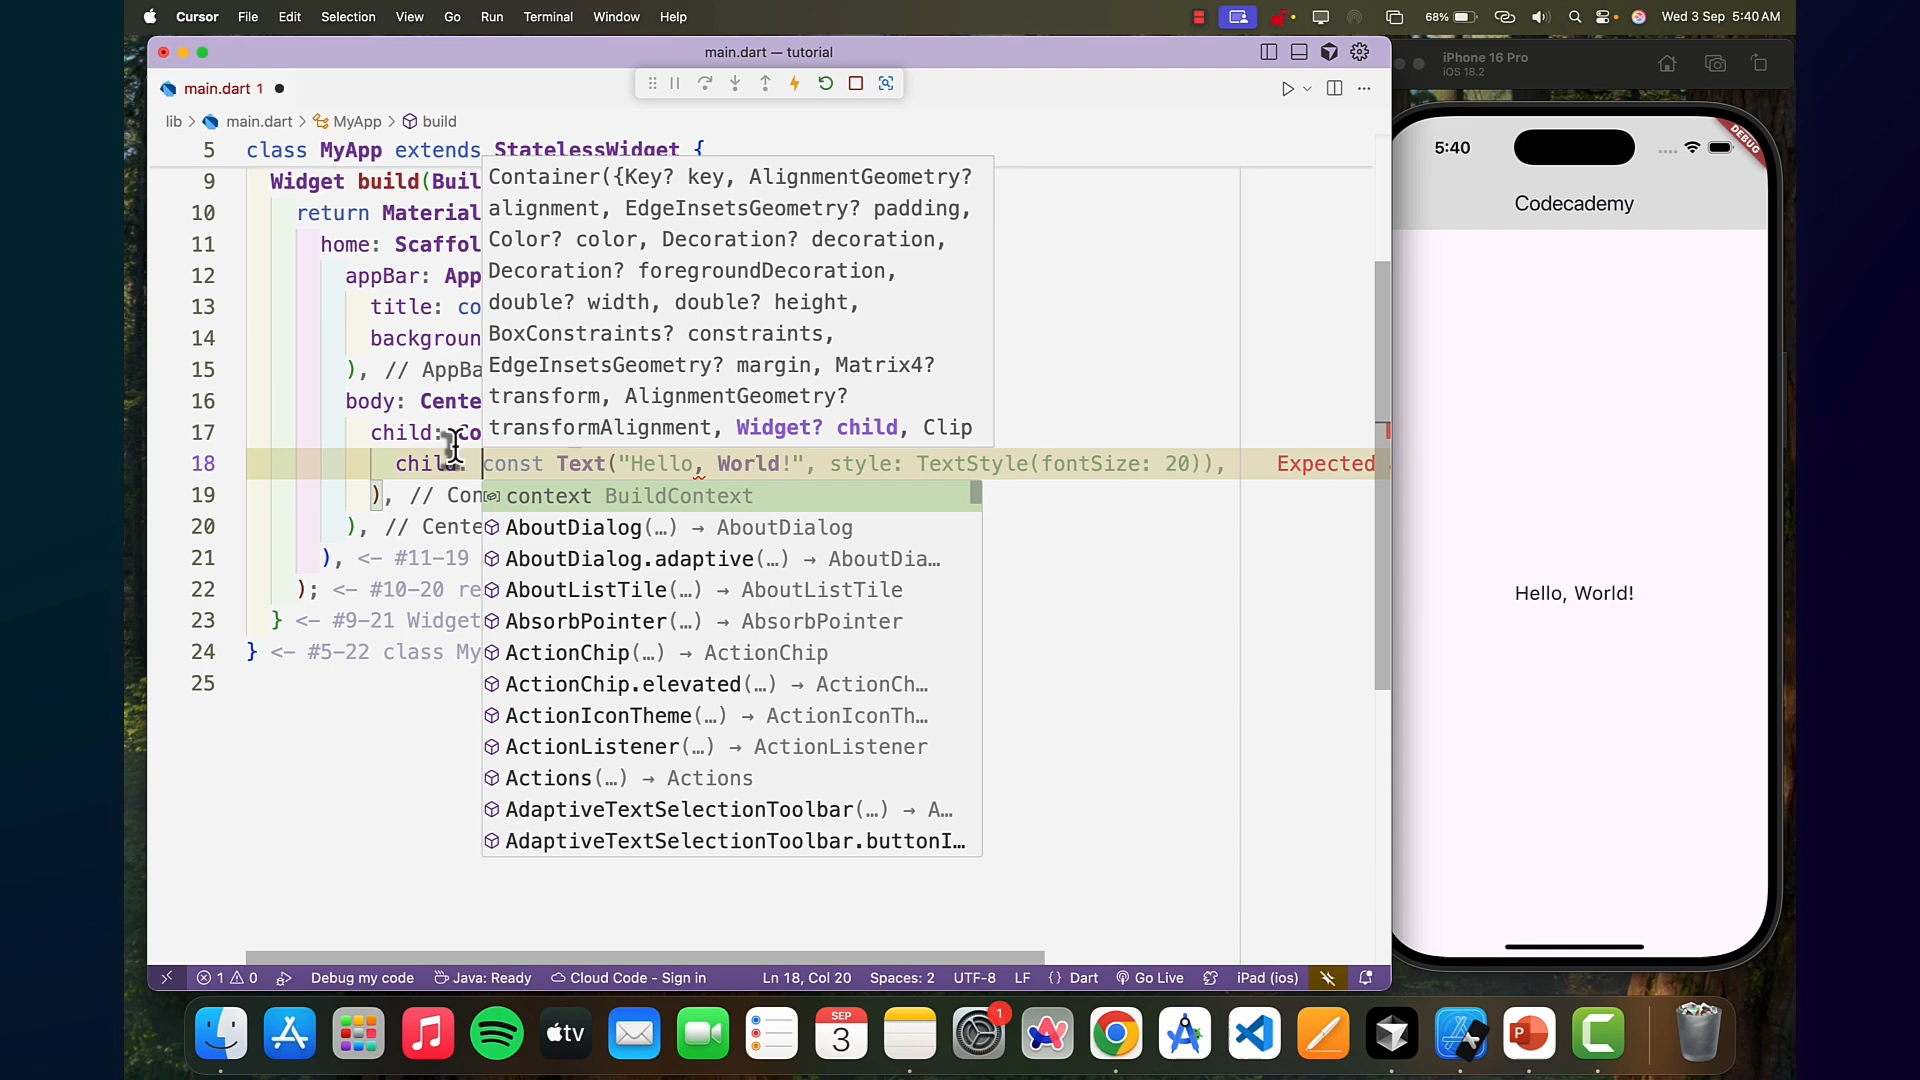 Cursor File Edit Selection View Go Run Terminal Window Help 68% Wed 3 Sep 5:40 AM
main.dart — tutorial
main.dart 1
lib > main.dart > MyApp > build
5 class MyApp extends StatelessWidget {
9 Widget build(Buil
10 return Material
11 home: Scaffol
12 appBar: App
13 title: co
14 backgroun
15 ), // AppBa
16 body: Cente
17 child: Co
18 child: const Text("Hello, World!", style: TextStyle(fontSize: 20)), Expected
19 ), // Con
20 ), // Cente
21 ), <- #11-19
22 ); <- #10-20 re
23 } <- #9-21 Widget
24 } <- #5-22 class My
25
Container({Key? key, AlignmentGeometry?
alignment, EdgeInsetsGeometry? padding,
Color? color, Decoration? decoration,
Decoration? foregroundDecoration,
double? width, double? height,
BoxConstraints? constraints,
EdgeInsetsGeometry? margin, Matrix4?
transform, AlignmentGeometry?
transformAlignment, Widget? child, Clip
context BuildContext
AboutDialog(…) → AboutDialog
AboutDialog.adaptive(…) → AboutDia…
AboutListTile(…) → AboutListTile
AbsorbPointer(…) → AbsorbPointer
ActionChip(…) → ActionChip
ActionChip.elevated(…) → ActionCh…
ActionIconTheme(…) → ActionIconTh…
ActionListener(…) → ActionListener
Actions(…) → Actions
AdaptiveTextSelectionToolbar(…) → A…
AdaptiveTextSelectionToolbar.buttonI…
1 0 Debug my code Java: Ready Cloud Code - Sign in Ln 18, Col 20 Spaces: 2 UTF-8 LF {} Dart Go Live iPad (ios)
iPhone 16 Pro
iOS 18.2
5:40
DEBUG
Codecademy
Hello, World!
tv
SEP
3
1
P